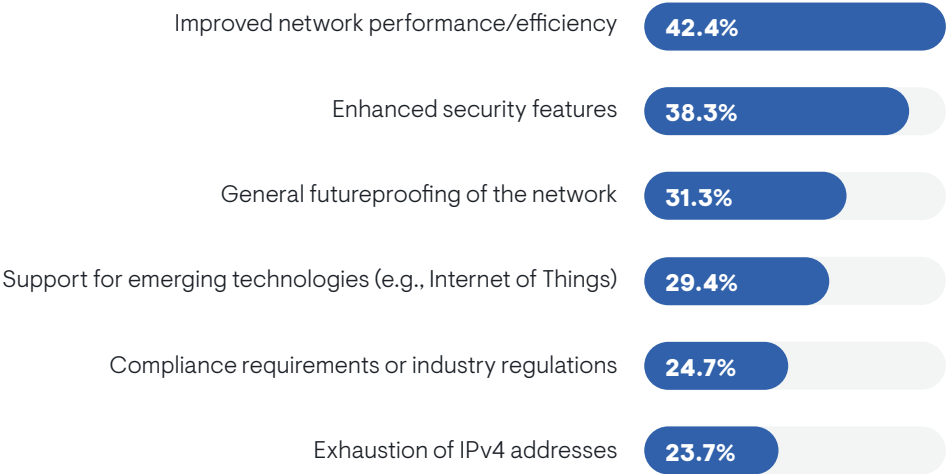 Improved network performance/efficiency 42.4%
Enhanced security features 38.3%
General futureproofing of the network 31.3%
Support for emerging technologies (e.g., Internet of Things) 29.4%
Compliance requirements or industry regulations 24.7%
Exhaustion of IPv4 addresses 23.7%